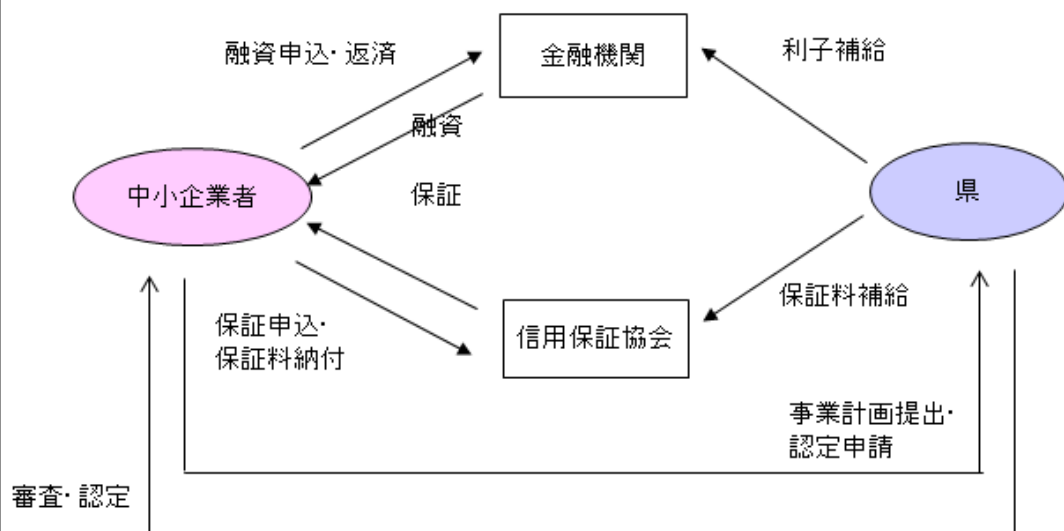 融資申込・返済
金融機関
利子補給
融資
中小企業者
保証
県
保証料補給
保証申込・
保証料納付
信用保証協会
事業計画提出・
認定申請
審査・認定